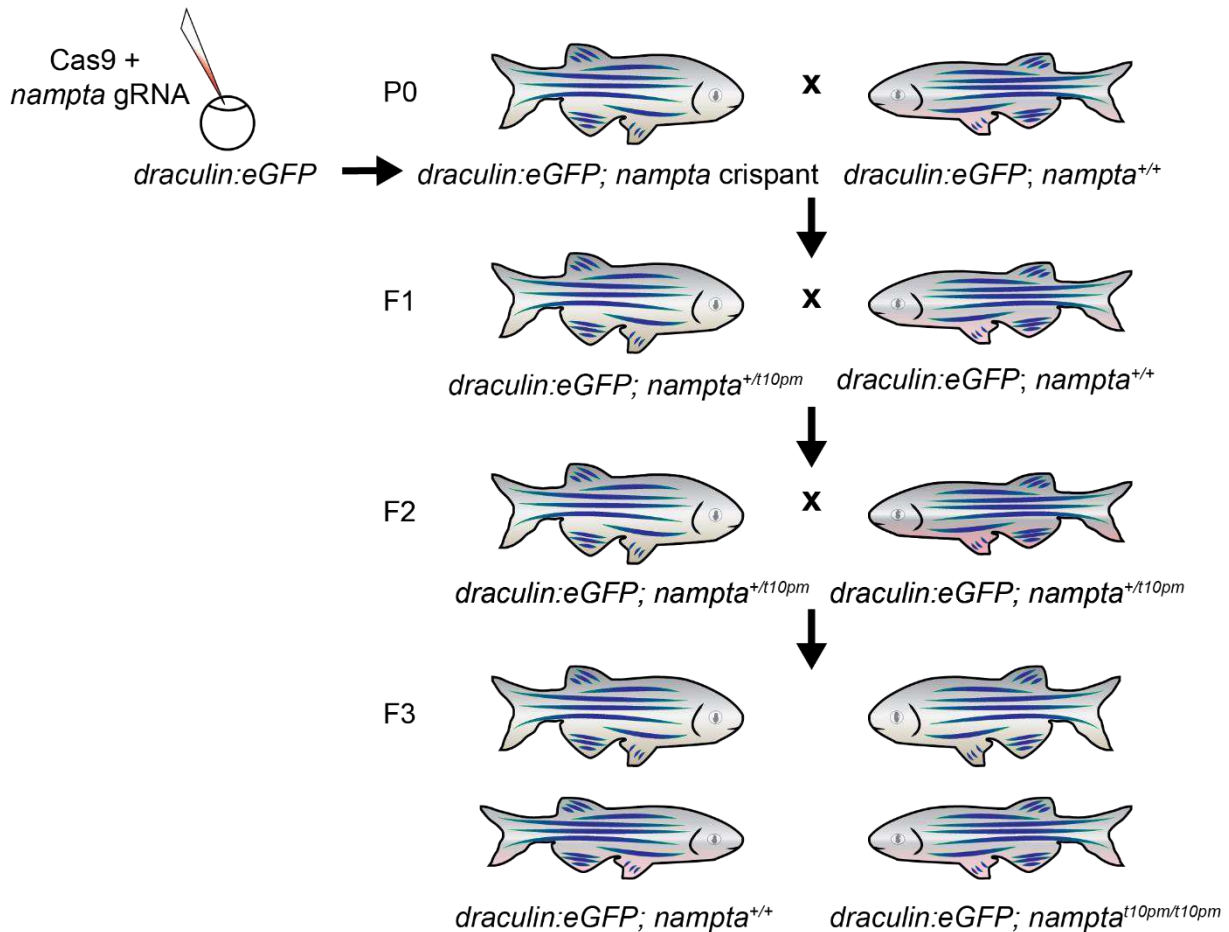 Cas9 +
nampta gRNA
draculin:eGFP
P0
x
draculin:eGFP; nampta crispant
draculin:eGFP; nampta+/+
F1
x
draculin:eGFP; nampta+/t10pm
draculin:eGFP; nampta+/+
F2
x
draculin:eGFP; nampta+/t10pm
draculin:eGFP; nampta+/t10pm
F3
draculin:eGFP; nampta+/+
draculin:eGFP; namptat10pm/t10pm